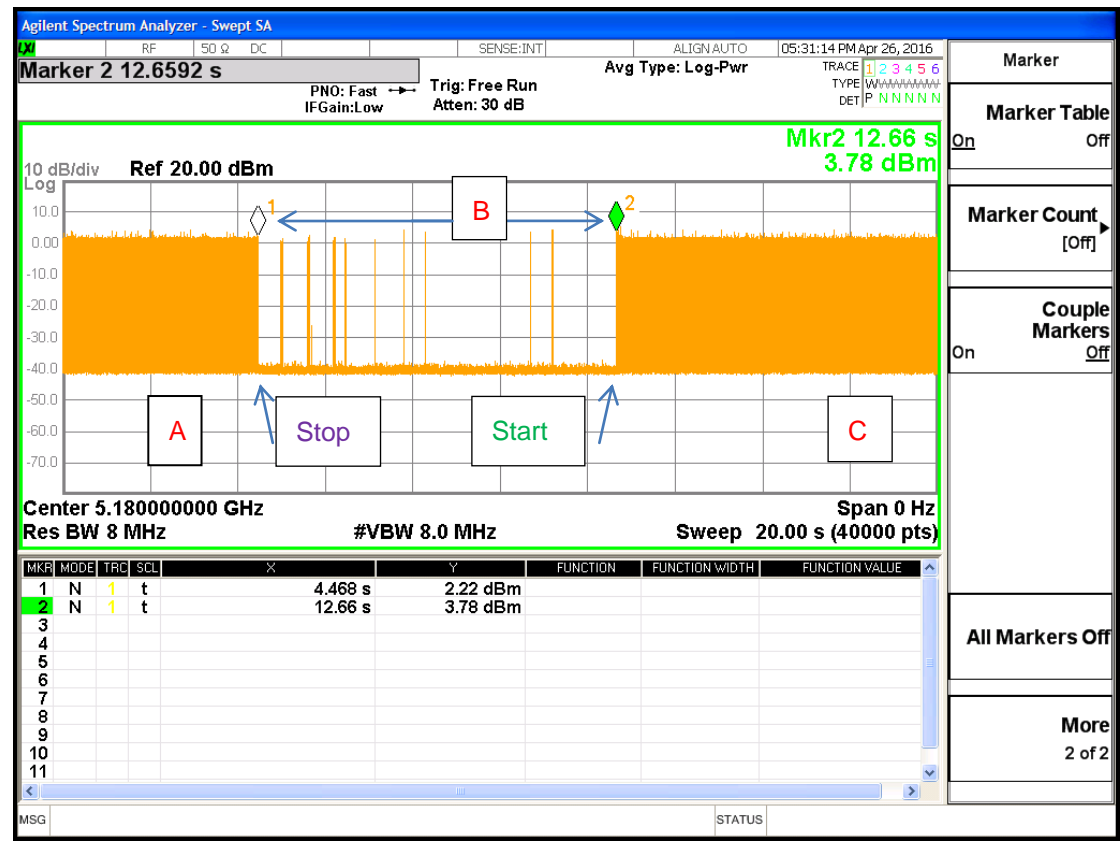 Agilent Spectrum Analyzer - Swept SA
LXI RF 50 Ω DC SENSE:INT ALIGN AUTO 05:31:14 PM Apr 26, 2016
Marker 2 12.6592 s
PNO: Fast
IFGain:Low
Trig: Free Run
Atten: 30 dB
Avg Type: Log-Pwr
TRACE 1 2 3 4 5 6
TYPE WWWWWWW
DET P N N N N N
Mkr2 12.66 s
3.78 dBm
10 dB/div Ref 20.00 dBm
Log
10.0
0.00
-10.0
-20.0
-30.0
-40.0
-50.0
-60.0
-70.0
1
B
2
A
Stop
Start
C
Center 5.180000000 GHz Span 0 Hz
Res BW 8 MHz #VBW 8.0 MHz Sweep 20.00 s (40000 pts)
MKR MODE TRC SCL X Y FUNCTION FUNCTION WIDTH FUNCTION VALUE
1 N 1 t 4.468 s 2.22 dBm
2 N 1 t 12.66 s 3.78 dBm
3
4
5
6
7
8
9
10
11
MSG STATUS
Marker
Marker Table
On Off
Marker Count
[Off]
Couple
Markers
On Off
All Markers Off
More
2 of 2